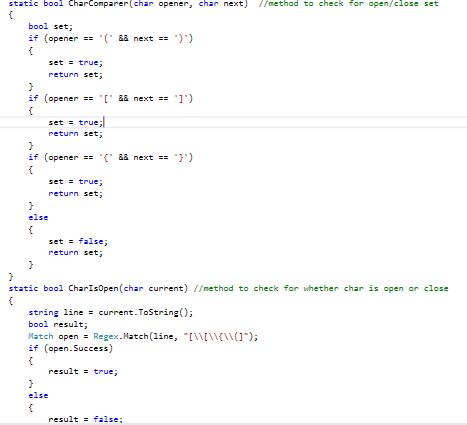 static bool CharComparer(char opener, char next)  //method to check for open/close set
{
    bool set;
    if (opener == '(' && next == ')')
    {
        set = true;
        return set;
    }
    if (opener == '[' && next == ']')
    {
        set = true;
        return set;
    }
    if (opener == '{' && next == '}')
    {
        set = true;
        return set;
    }
    else
    {
        set = false;
        return set;
    }
}
static bool CharIsOpen(char current) //method to check for whether char is open or close
{
    string line = current.ToString();
    bool result;
    Match open = Regex.Match(line, "[\\[\\{\\(]");
    if (open.Success)
    {
        result = true;
    }
    else
    {
        result = false;